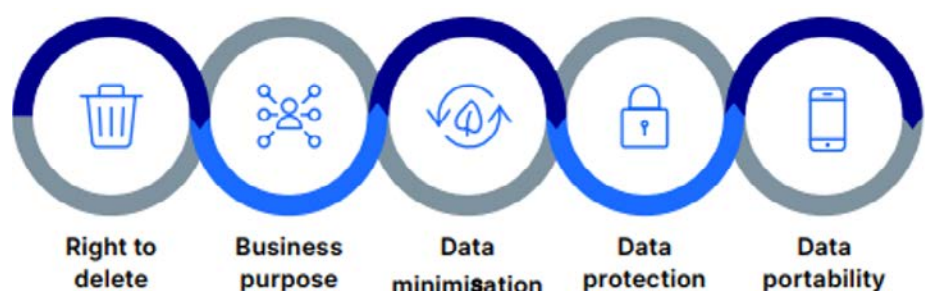 Right to
delete
Business
purpose
Data
minimisation
Data
protection
Data
portability